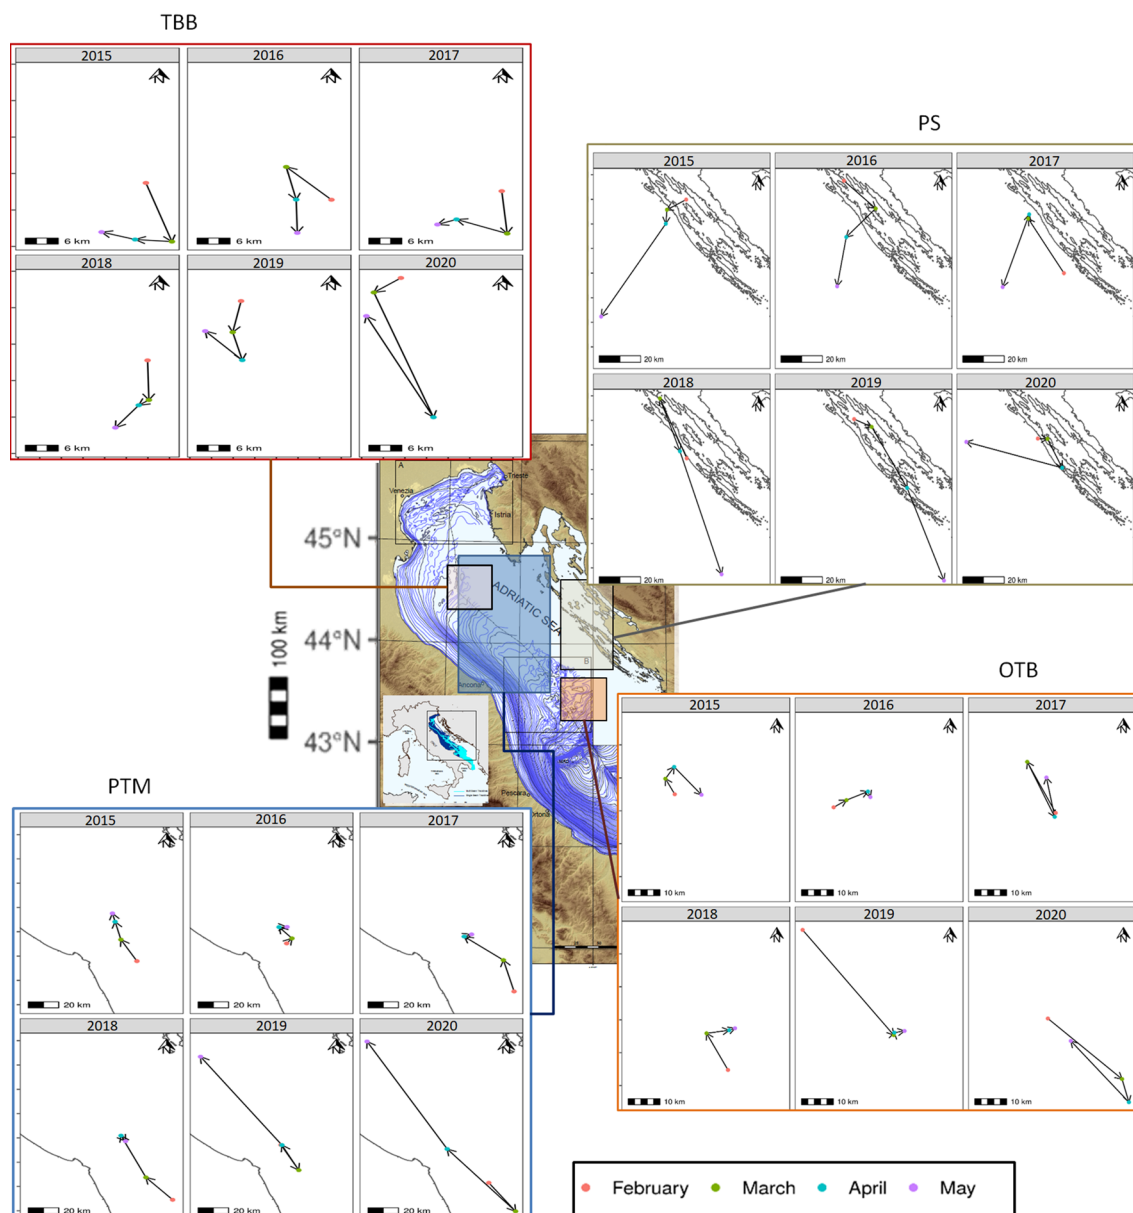 TBB
2015 2016 2017
N N N
6 km 6 km 6 km
2018 2019 2020
N N N
6 km 6 km 6 km
PS
2015 2016 2017
20 km 20 km 20 km
2018 2019 2020
20 km 20 km 20 km
A
Trieste
Venezia
Istria
45°N
ADRIATIC SEA
44°N
100 km
B
Ancona
43°N
Pescara
Ortona
OTB
2015 2016 2017
N N N
10 km 10 km 10 km
2018 2019 2020
N N N
10 km 10 km 10 km
PTM
2015 2016 2017
20 km 20 km 20 km
2018 2019 2020
20 km 20 km 20 km
February March April May